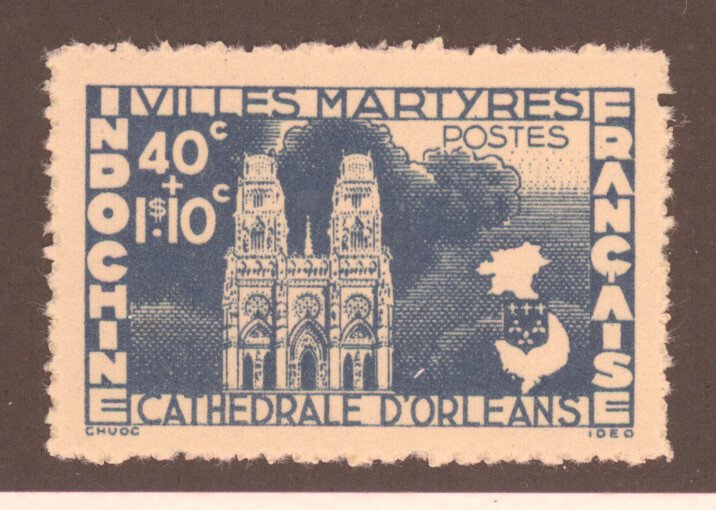 VILLES MARTYRES
POSTES
INDOCHINE
FRANÇAISE
40c
+
1$.10c
CATHEDRALE D'ORLEANS
CHUOC
IDEO